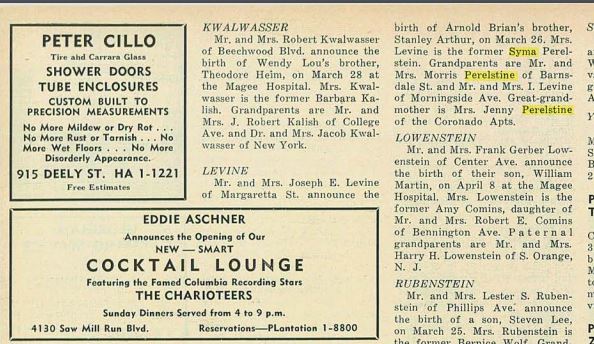 PETER CILLO
Tire and Carrara Glass
SHOWER DOORS
TUBE ENCLOSURES
CUSTOM BUILT TO
PRECISION MEASUREMENTS
No More Mildew or Dry Rot . . .
No More Rust or Tarnish . . . No
More Wet Floors . . . No More
Disorderly Appearance.
915 DEELY ST. HA 1-1221
Free Estimates
KWALWASSER
Mr. and Mrs. Robert Kwalwasser
of Beechwood Blvd. announce the
birth of Wendy Lou's brother,
Theodore Heim, on March 28 at
the Magee Hospital. Mrs. Kwal-
wasser is the former Barbara Ka-
lish. Grandparents are Mr. and
Mrs. J. Robert Kalish of College
Ave. and Dr. and Mrs. Jacob Kwal-
wasser of New York.
LEVINE
Mr. and Mrs. Joseph E. Levine
of Margaretta St. announce the
EDDIE ASCHNER
Announces the Opening of Our
NEW — SMART
COCKTAIL LOUNGE
Featuring the Famed Columbia Recording Stars
THE CHARIOTEERS
Sunday Dinners Served from 4 to 9 p.m.
4130 Saw Mill Run Blvd. Reservations—PLantation 1-8800
birth of Arnold Brian's brother,
Stanley Arthur, on March 26. Mrs.
Levine is the former Syma Perel-
stein. Grandparents are Mr. and
Mrs. Morris Perelstine of Barns-
dale St. and Mr. and Mrs. I. Levine
of Morningside Ave. Great-grand-
mother is Mrs. Jenny Perelstine
of the Coronado Apts.
LOWENSTEIN
Mr. and Mrs. Frank Gerber Low-
enstein of Center Ave. announce
the birth of their son, William
Martin, on April 8 at the Magee
Hospital. Mrs. Lowenstein is the
former Amy Comins, daughter of
Mr. and Mrs. Robert E. Comins
of Bennington Ave. Paternal
grandparents are Mr. and Mrs.
Harry H. Lowenstein of S. Orange,
N. J.
RUBENSTEIN
Mr. and Mrs. Lester S. Ruben-
stein of Phillips Ave. announce
the birth of a son, Steven Lee,
on March 25. Mrs. Rubenstein is
the former Bernice Wolf. Grand-